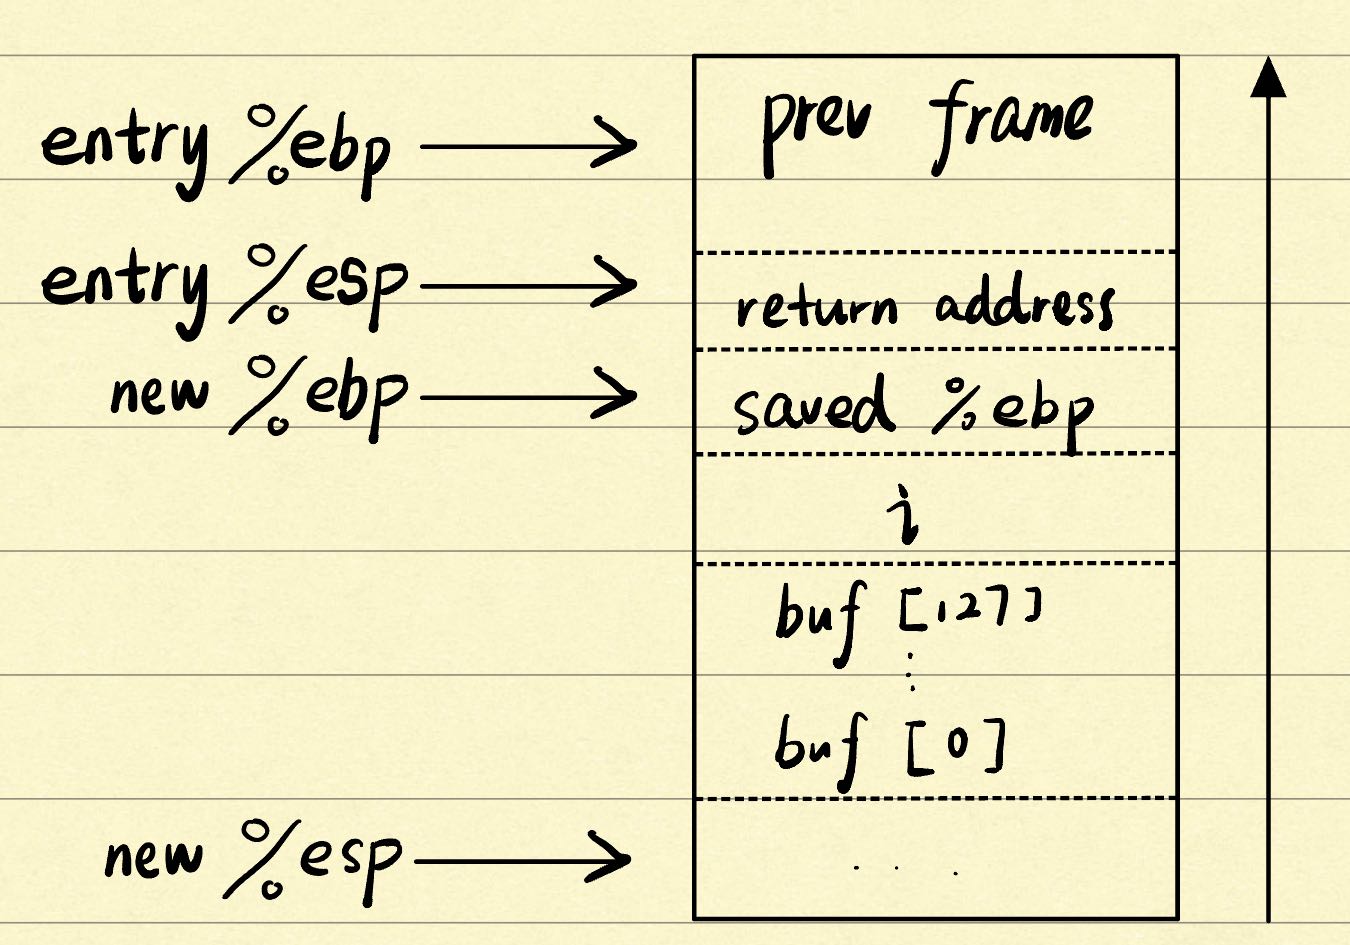 entry %ebp
prev frame
entry %esp
return address
new %ebp
saved %ebp
i
buf [127]
⋮
buf [0]
new %esp
. . .